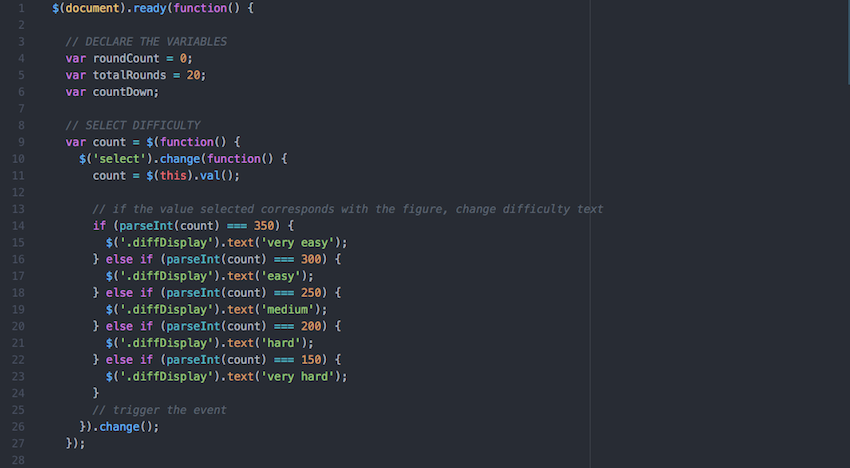 1 $(document).ready(function() {
2
3 // DECLARE THE VARIABLES
4 var roundCount = 0;
5 var totalRounds = 20;
6 var countDown;
7
8 // SELECT DIFFICULTY
9 var count = $(function() {
10 $('select').change(function() {
11 count = $(this).val();
12
13 // if the value selected corresponds with the figure, change difficulty text
14 if (parseInt(count) === 350) {
15 $('.diffDisplay').text('very easy');
16 } else if (parseInt(count) === 300) {
17 $('.diffDisplay').text('easy');
18 } else if (parseInt(count) === 250) {
19 $('.diffDisplay').text('medium');
20 } else if (parseInt(count) === 200) {
21 $('.diffDisplay').text('hard');
22 } else if (parseInt(count) === 150) {
23 $('.diffDisplay').text('very hard');
24 }
25 // trigger the event
26 }).change();
27 });
28